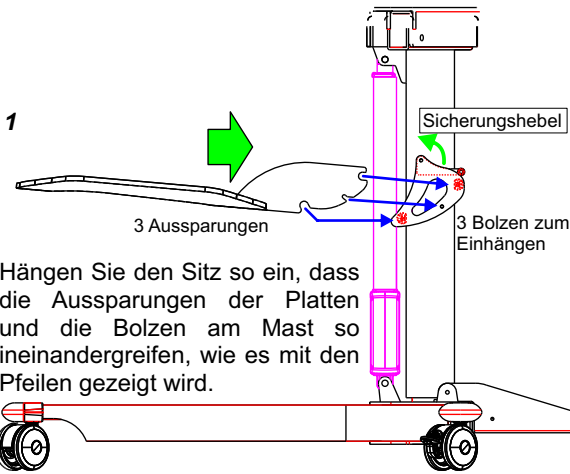 1
Sicherungshebel
3 Aussparungen
3 Bolzen zum
Einhängen
Hängen Sie den Sitz so ein, dass
die Aussparungen der Platten
und die Bolzen am Mast so
ineinandergreifen, wie es mit den
Pfeilen gezeigt wird.